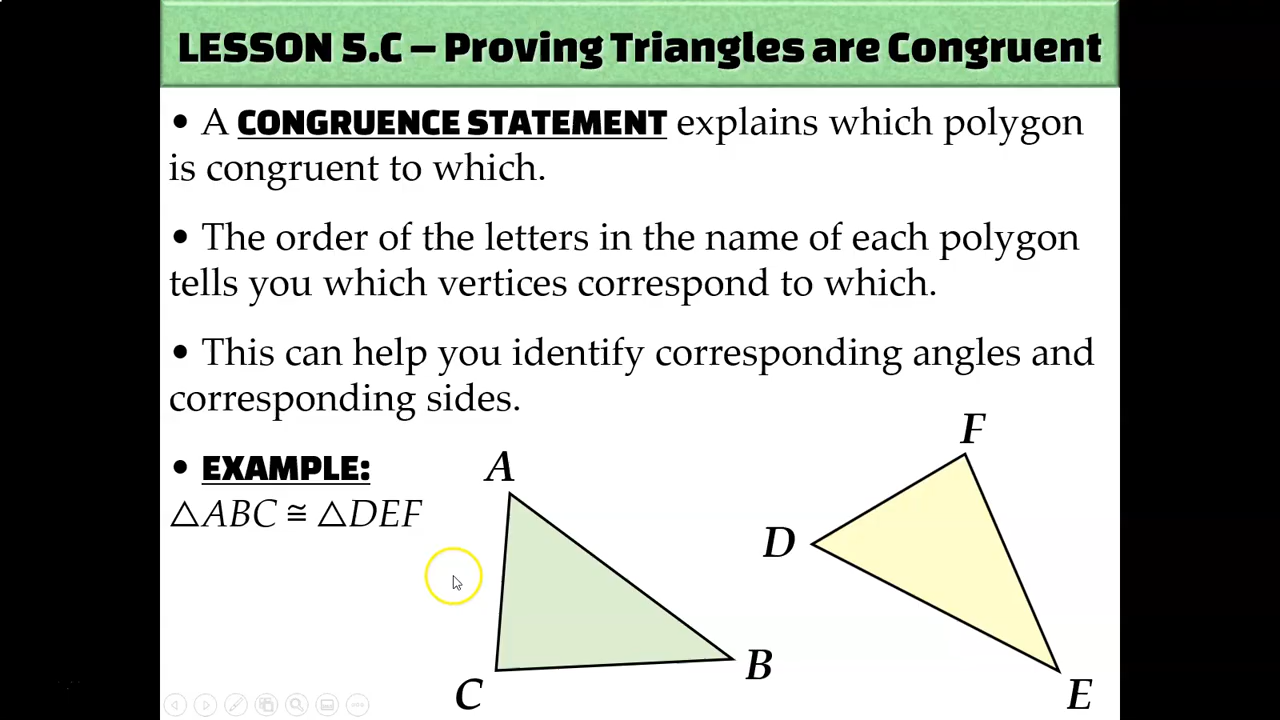 LESSON 5.C – Proving Triangles are Congruent
• A CONGRUENCE STATEMENT explains which polygon
is congruent to which.
• The order of the letters in the name of each polygon
tells you which vertices correspond to which.
• This can help you identify corresponding angles and
corresponding sides.
• EXAMPLE:
△ABC ≅ △DEF
A
C
B
F
D
E